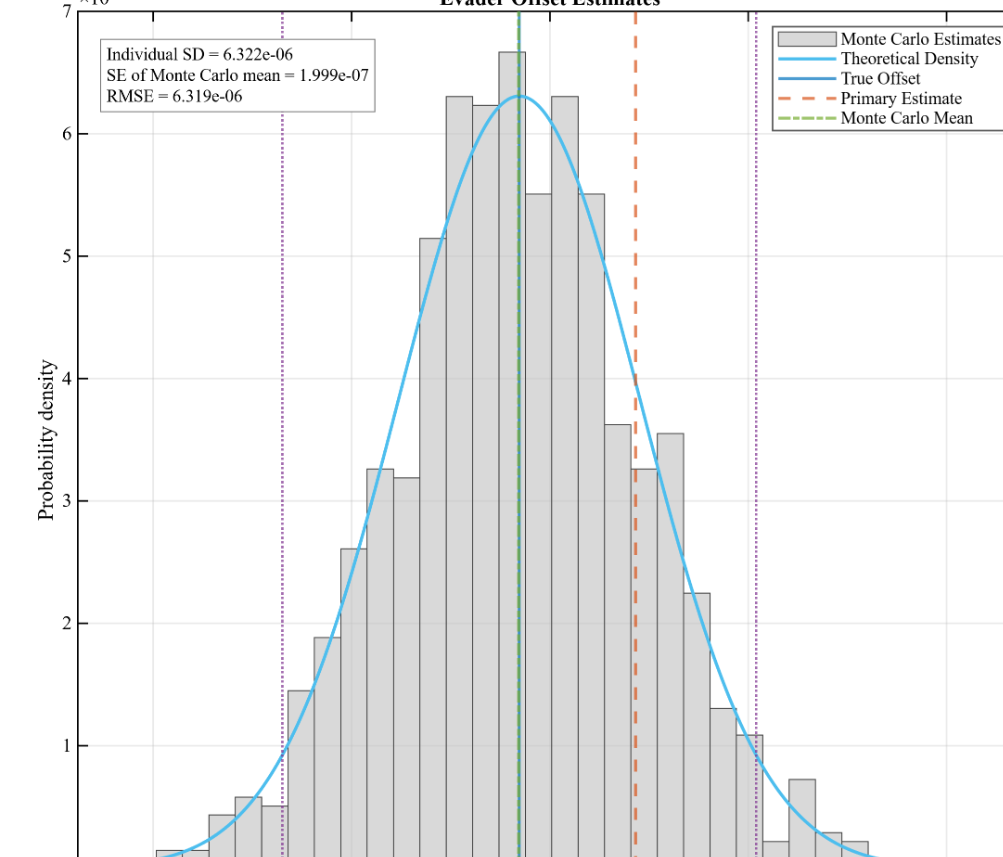 ×10
Evader Offset Estimates
7
Individual SD = 6.322e-06
SE of Monte Carlo mean = 1.999e-07
RMSE = 6.319e-06
Monte Carlo Estimates
Theoretical Density
True Offset
Primary Estimate
Monte Carlo Mean
6
5
4
3
2
1
Probability density